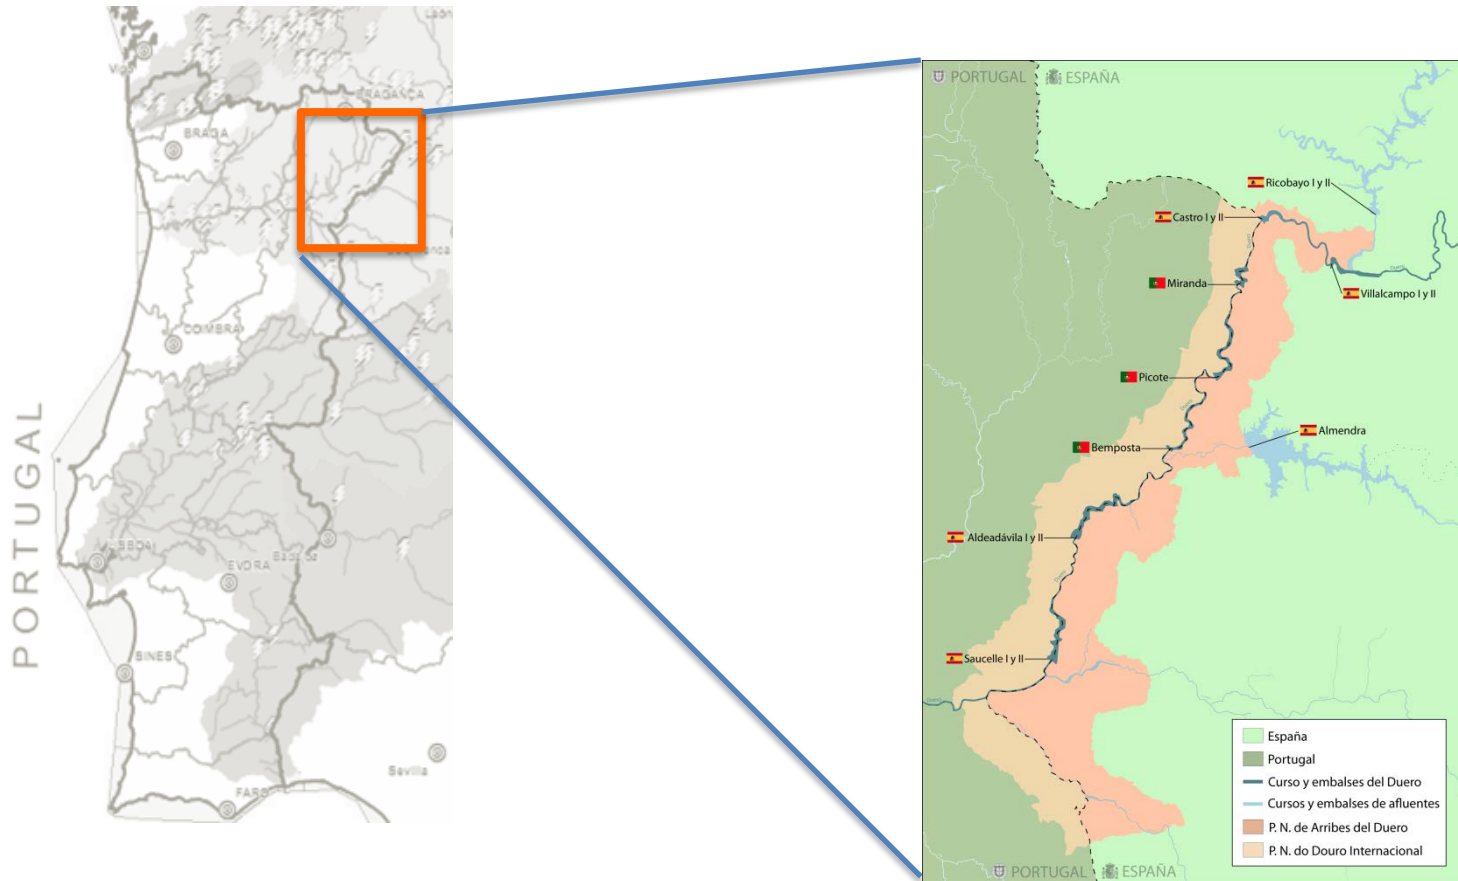 PORTUGAL
Vigo
BRAGANÇA
BRAGA
COIMBRA
EVORA
SINES
FARO
Sevilla
PORTUGAL ESPAÑA
Ricobayo I y II
Castro I y II
Miranda
Villalcampo I y II
Picote
Almendra
Bemposta
Aldeadávila I y II
Saucelle I y II
España
Portugal
Curso y embalses del Duero
Cursos y embalses de afluentes
P. N. de Arribes del Duero
P. N. do Douro Internacional
PORTUGAL ESPAÑA